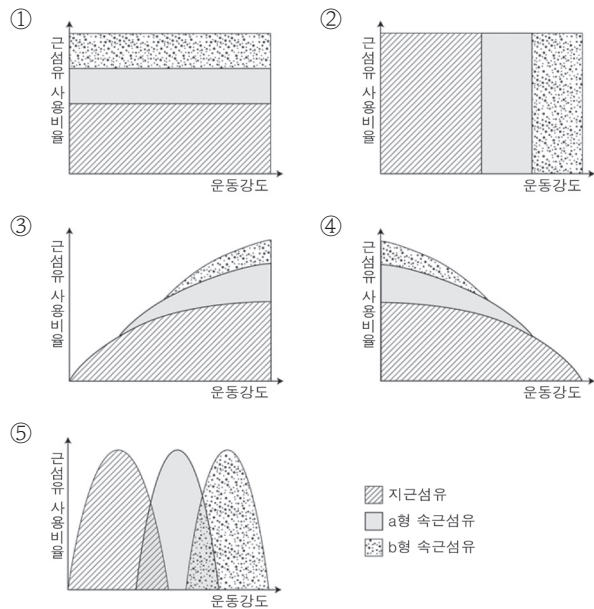 ① 근섬유 사용비율
운동강도
② 근섬유 사용비율
운동강도
③ 근섬유 사용비율
운동강도
④ 근섬유 사용비율
운동강도
⑤ 근섬유 사용비율
운동강도
지근섬유
a형 속근섬유
b형 속근섬유